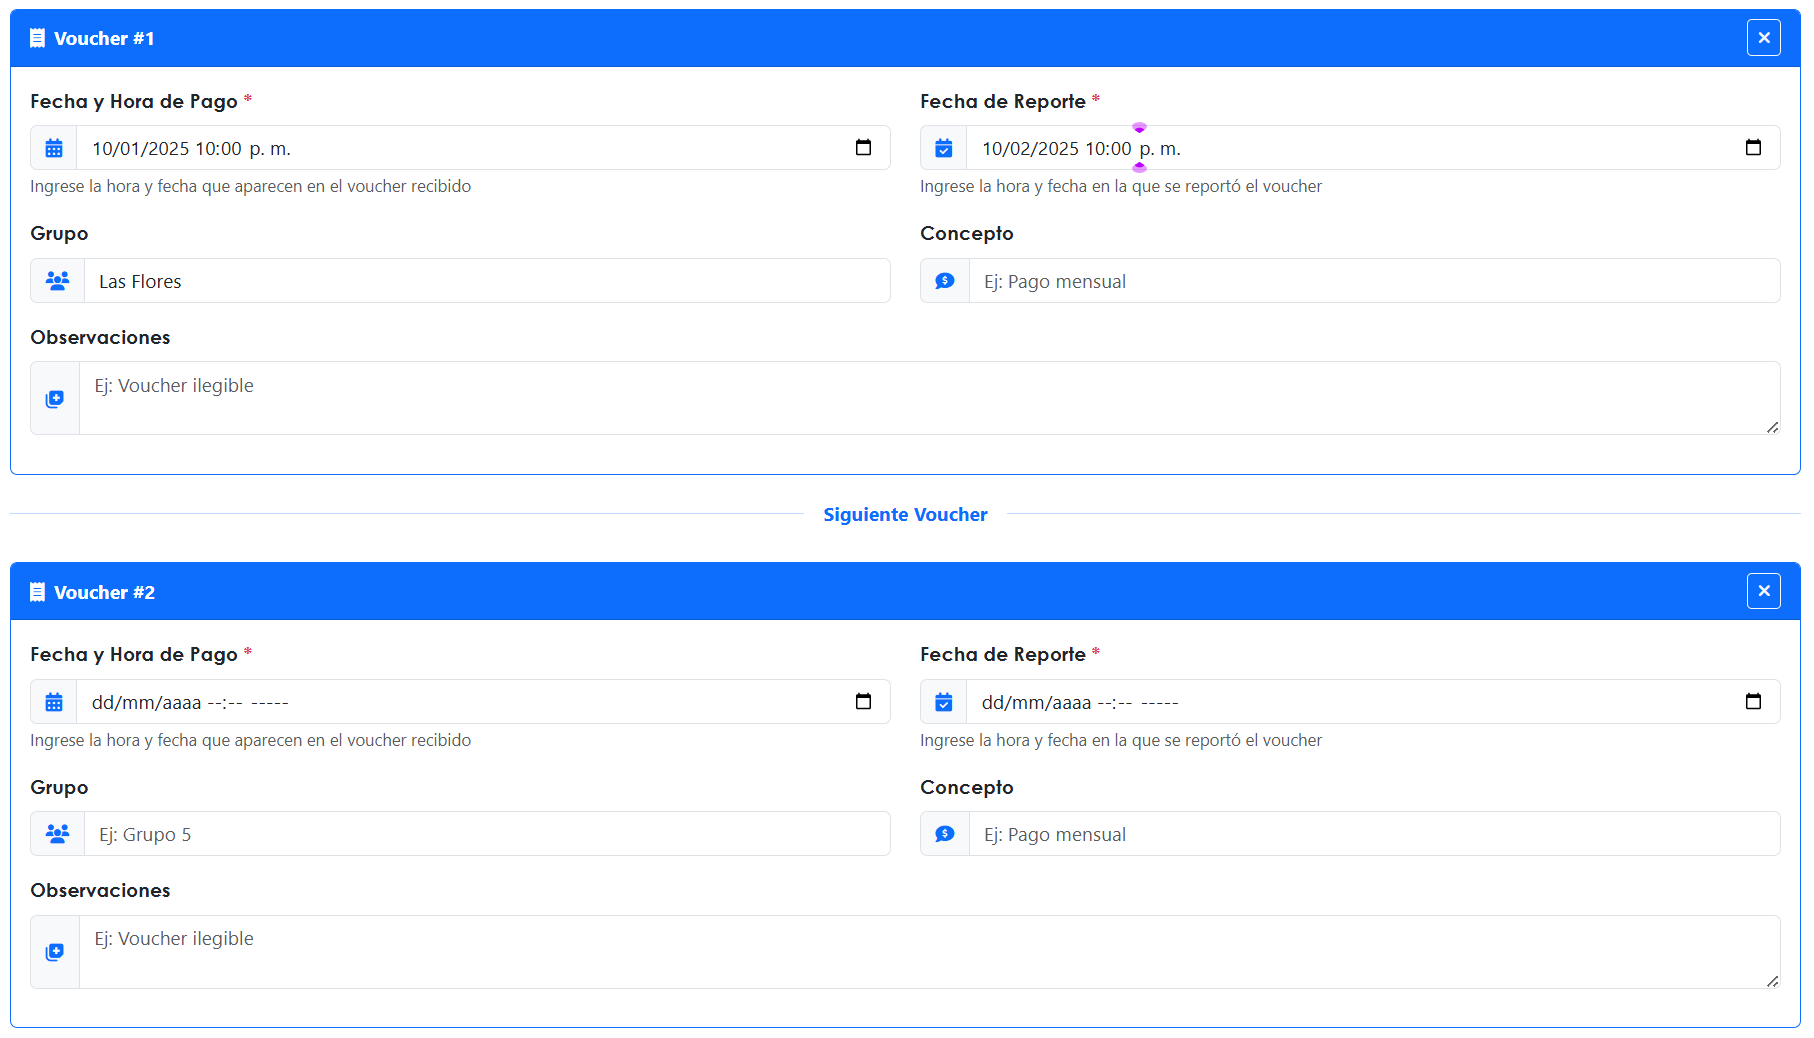 Voucher #1
Fecha y Hora de Pago *
Fecha de Reporte *
10/01/2025 10:00 p. m.
10/02/2025 10:00 p. m.
Ingrese la hora y fecha que aparecen en el voucher recibido
Ingrese la hora y fecha en la que se reportó el voucher
Grupo
Concepto
Las Flores
Ej: Pago mensual
Observaciones
Ej: Voucher ilegible
Siguiente Voucher
Voucher #2
Fecha y Hora de Pago *
Fecha de Reporte *
dd/mm/aaaa --:-- -----
dd/mm/aaaa --:-- -----
Ingrese la hora y fecha que aparecen en el voucher recibido
Ingrese la hora y fecha en la que se reportó el voucher
Grupo
Concepto
Ej: Grupo 5
Ej: Pago mensual
Observaciones
Ej: Voucher ilegible